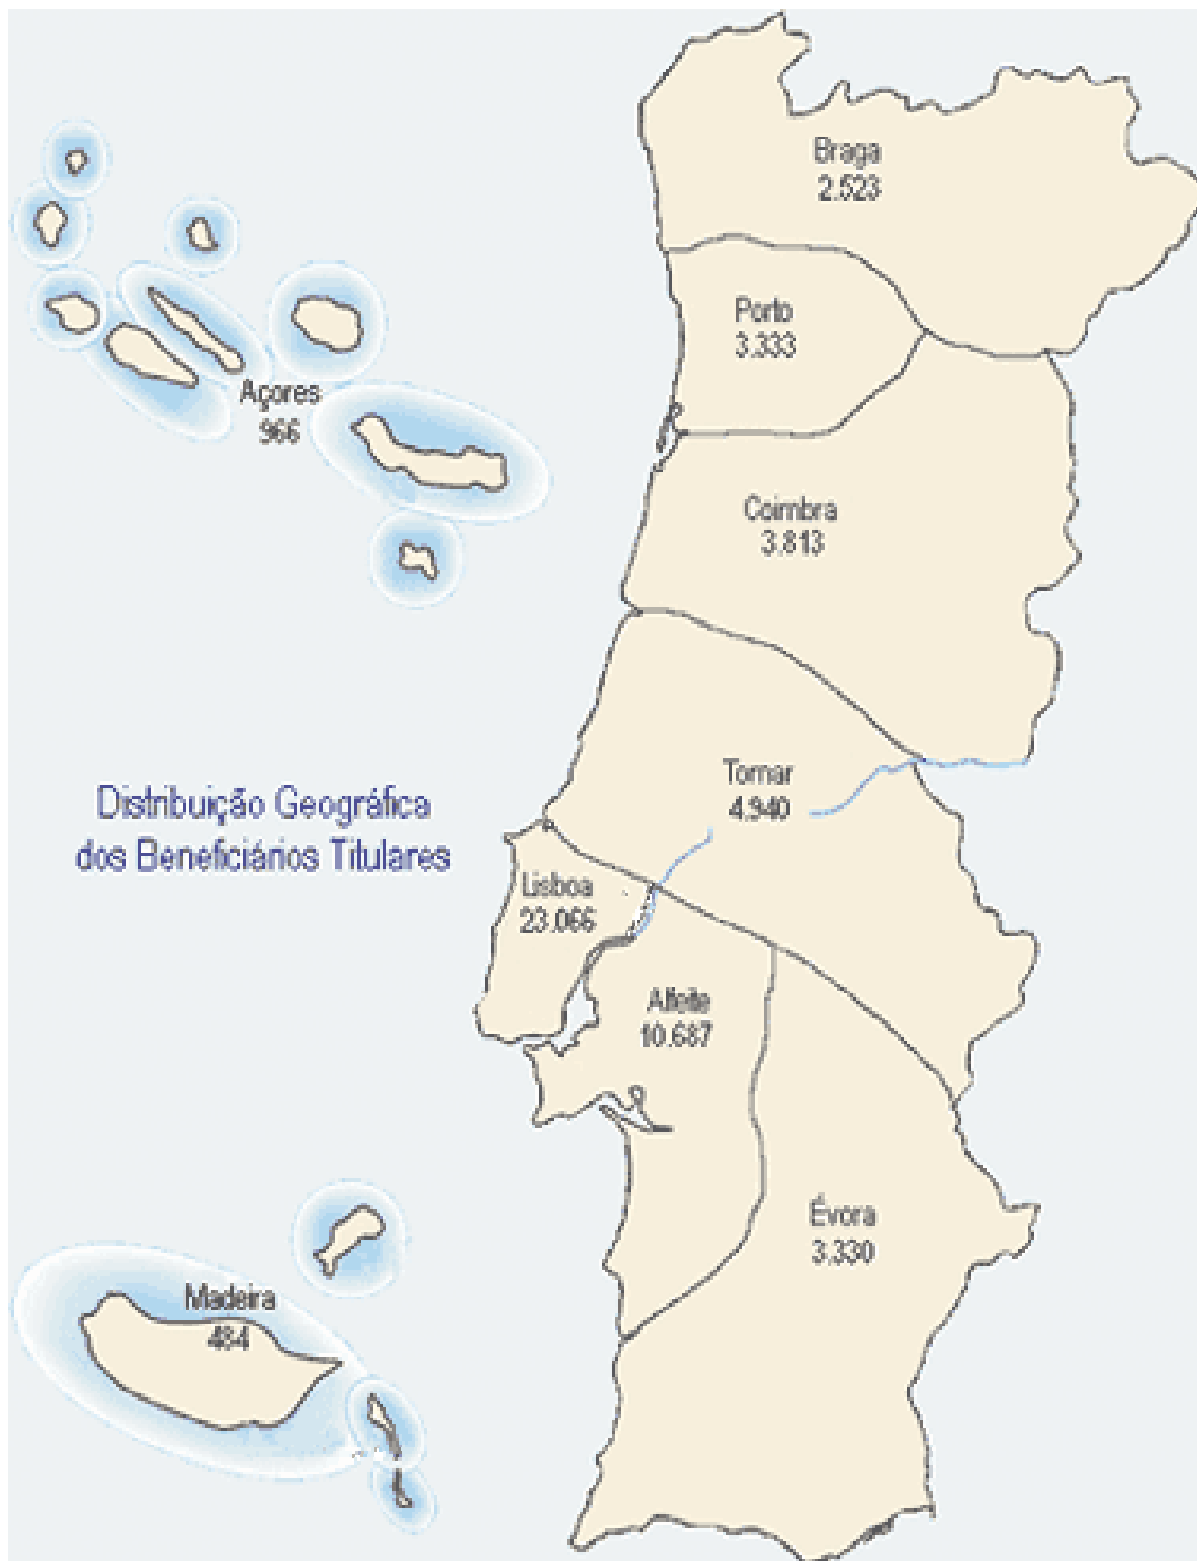 Braga
2.523
Porto
3.333
Açores
966
Coimbra
3.813
Tomar
4.940
Distribuição Geográfica
dos Beneficiários Titulares
Lisboa
23.066
Alfeite
10.687
Évora
3.330
Madeira
484